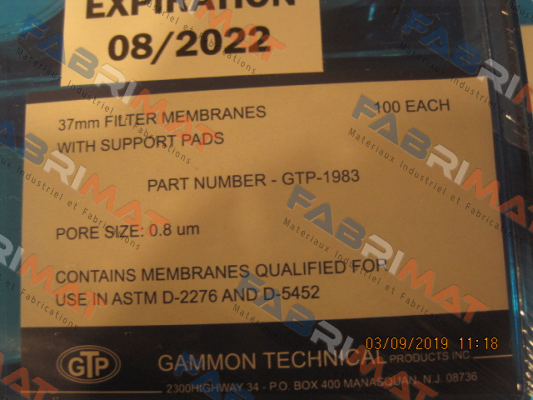 EXPIRATION
08/2022
37mm FILTER MEMBRANES 100 EACH
WITH SUPPORT PADS
PART NUMBER - GTP-1983
PORE SIZE: 0.8 um
CONTAINS MEMBRANES QUALIFIED FOR
USE IN ASTM D-2276 AND D-5452
03/09/2019 11:18
GTP GAMMON TECHNICAL PRODUCTS INC
2300HIGHWAY 34 - P.O. BOX 400 MANASQUAN, N.J. 08736
FABRIMAT
Materiaux Industriel et Fabrications